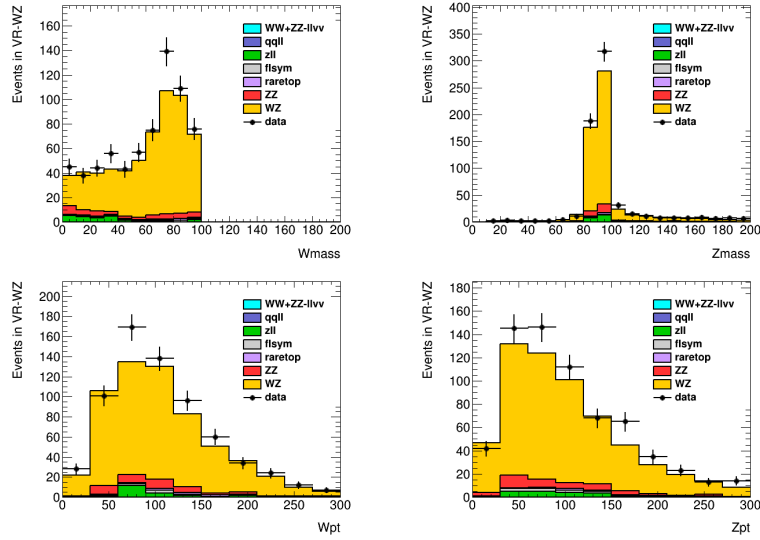 Events in VR-WZ
160
140
120
100
80
60
40
20
0
WW+ZZ-llvv
qqll
zll
flsym
raretop
ZZ
WZ
data
0 20 40 60 80 100 120 140 160 180 200
Wmass
Events in VR-WZ
400
350
300
250
200
150
100
50
0
WW+ZZ-llvv
qqll
zll
flsym
raretop
ZZ
WZ
data
0 20 40 60 80 100 120 140 160 180 200
Zmass
Events in VR-WZ
200
180
160
140
120
100
80
60
40
20
0
WW+ZZ-llvv
qqll
zll
flsym
raretop
ZZ
WZ
data
0 50 100 150 200 250 300
Wpt
Events in VR-WZ
180
160
140
120
100
80
60
40
20
0
WW+ZZ-llvv
qqll
zll
flsym
raretop
ZZ
WZ
data
0 50 100 150 200 250 300
Zpt